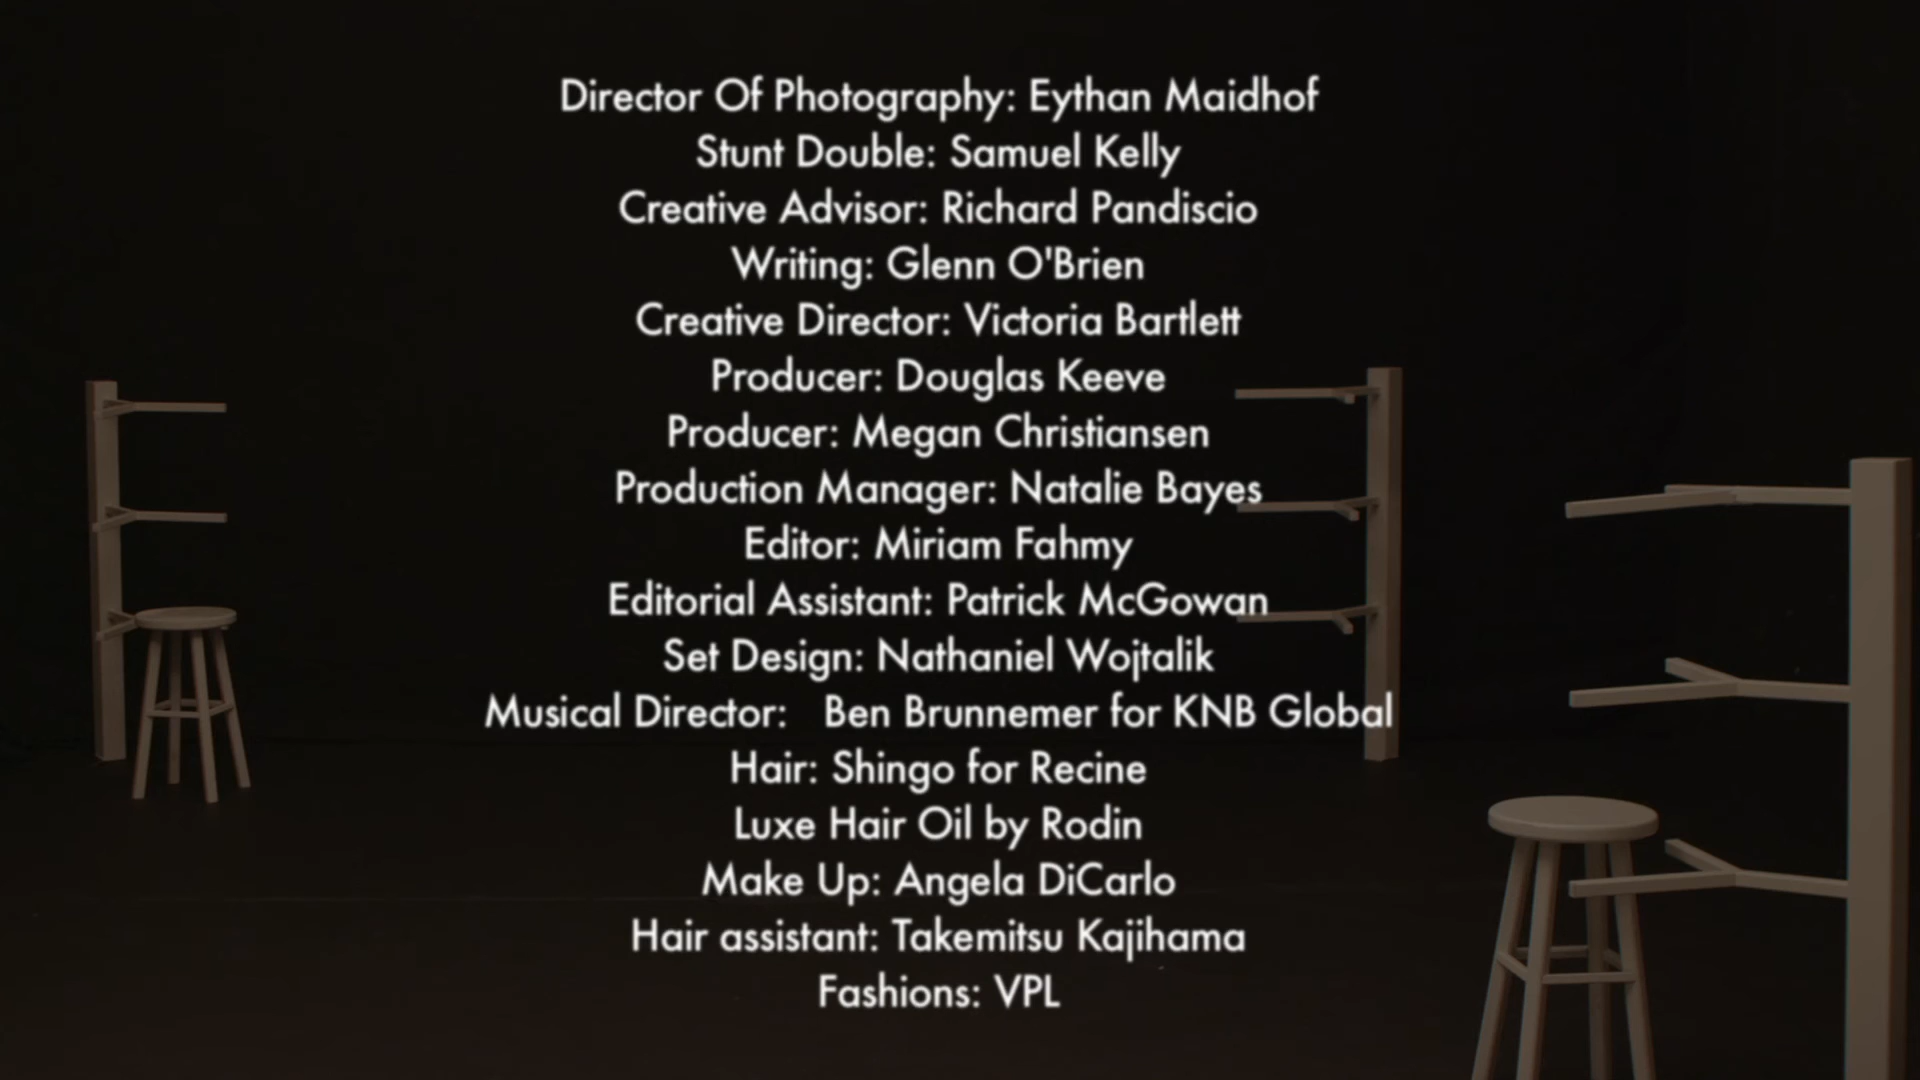 Director Of Photography: Eythan Maidhof
Stunt Double: Samuel Kelly
Creative Advisor: Richard Pandiscio
Writing: Glenn O'Brien
Creative Director: Victoria Bartlett
Producer: Douglas Keeve
Producer: Megan Christiansen
Production Manager: Natalie Bayes
Editor: Miriam Fahmy
Editorial Assistant: Patrick McGowan
Set Design: Nathaniel Wojtalik
Musical Director:   Ben Brunnemer for KNB Global
Hair: Shingo for Recine
Luxe Hair Oil by Rodin
Make Up: Angela DiCarlo
Hair assistant: Takemitsu Kajihama
Fashions: VPL